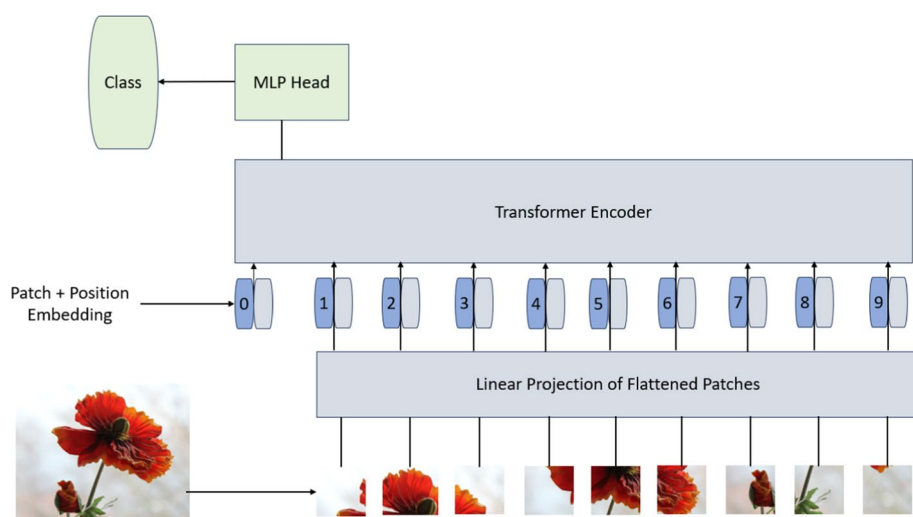 Class
MLP Head
Transformer Encoder
Patch + Position
Embedding
0 1 2 3 4 5 6 7 8 9
Linear Projection of Flattened Patches